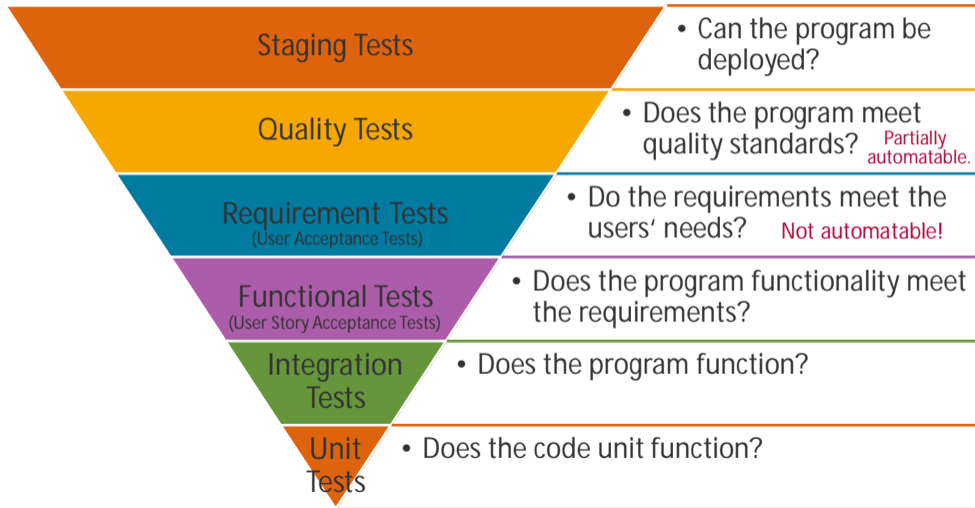 Staging Tests
• Can the program be
deployed?
Quality Tests
• Does the program meet
quality standards? Partially
automatable.
Requirement Tests
(User Acceptance Tests)
• Do the requirements meet the
users‘ needs? Not automatable!
Functional Tests
(User Story Acceptance Tests)
• Does the program functionality meet
the requirements?
Integration
Tests
• Does the program function?
Unit
Tests
• Does the code unit function?